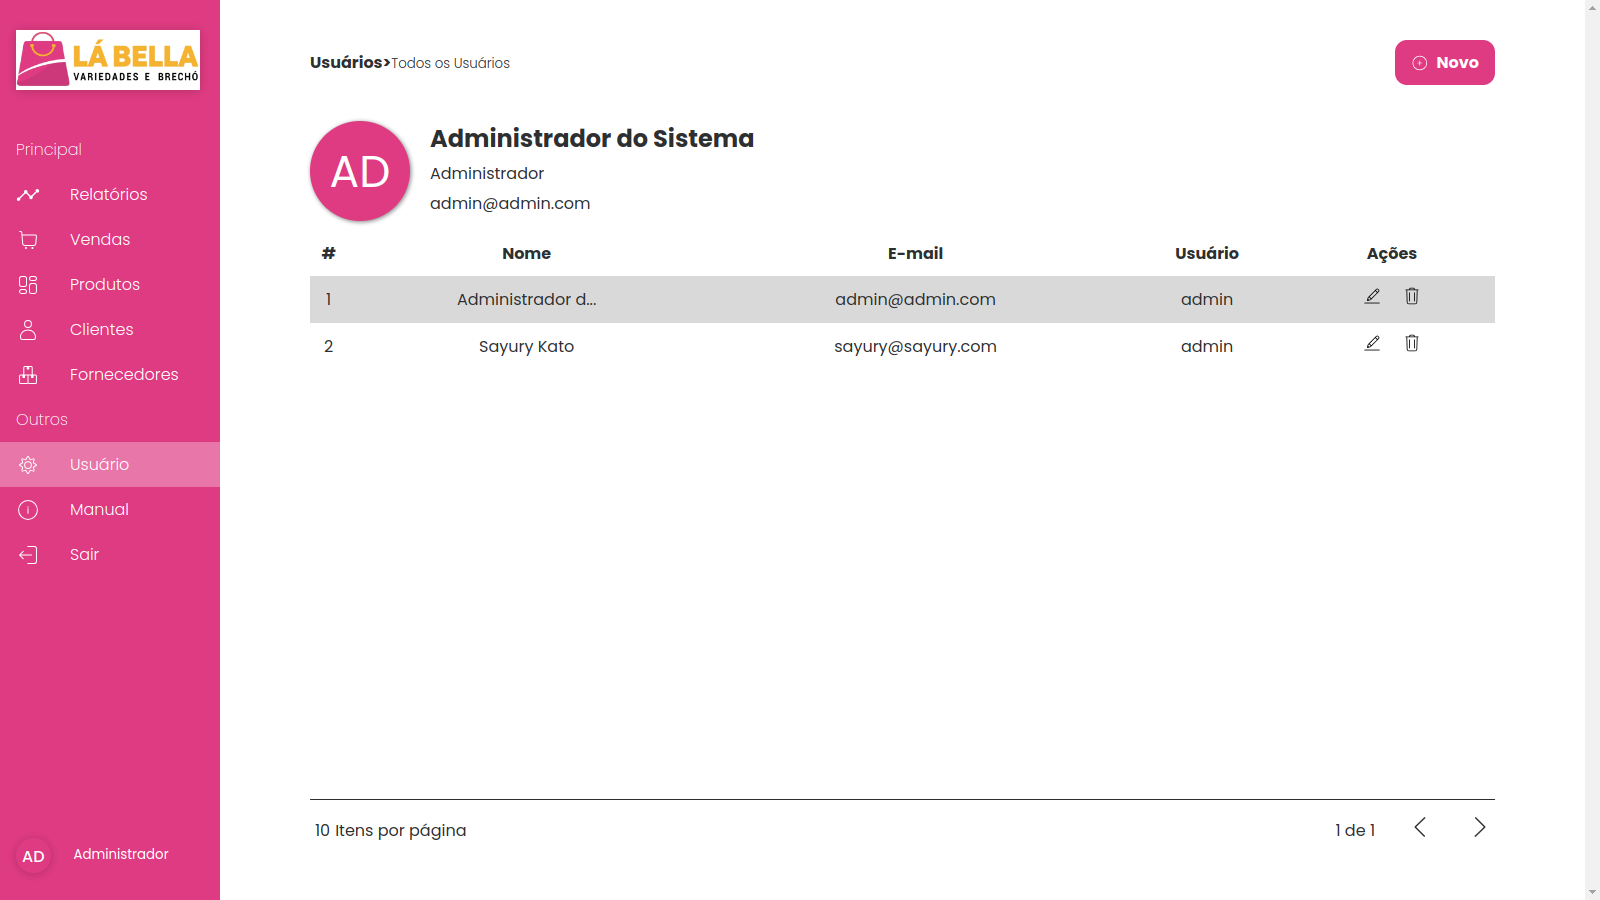 LÁ BELLA
VARIEDADES E BRECHÓ
Principal
Relatórios
Vendas
Produtos
Clientes
Fornecedores
Outros
Usuário
Manual
Sair
AD Administrador
Usuários>Todos os Usuários
Novo
AD
Administrador do Sistema
Administrador
admin@admin.com
# Nome E-mail Usuário Ações
1 Administrador d... admin@admin.com admin
2 Sayury Kato sayury@sayury.com admin
10 Itens por página 1 de 1